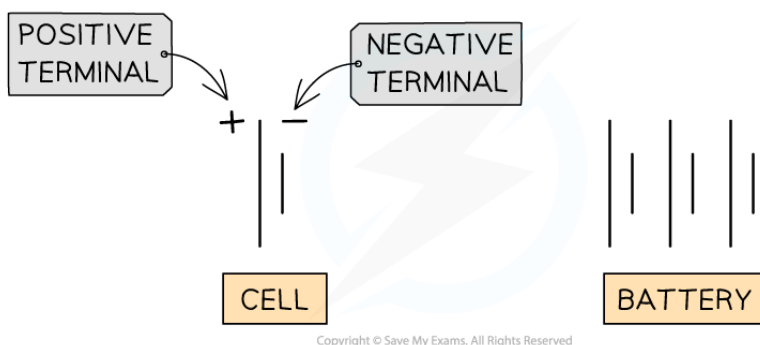 POSITIVE
TERMINAL
NEGATIVE
TERMINAL
+ −
CELL
BATTERY
Copyright © Save My Exams. All Rights Reserved